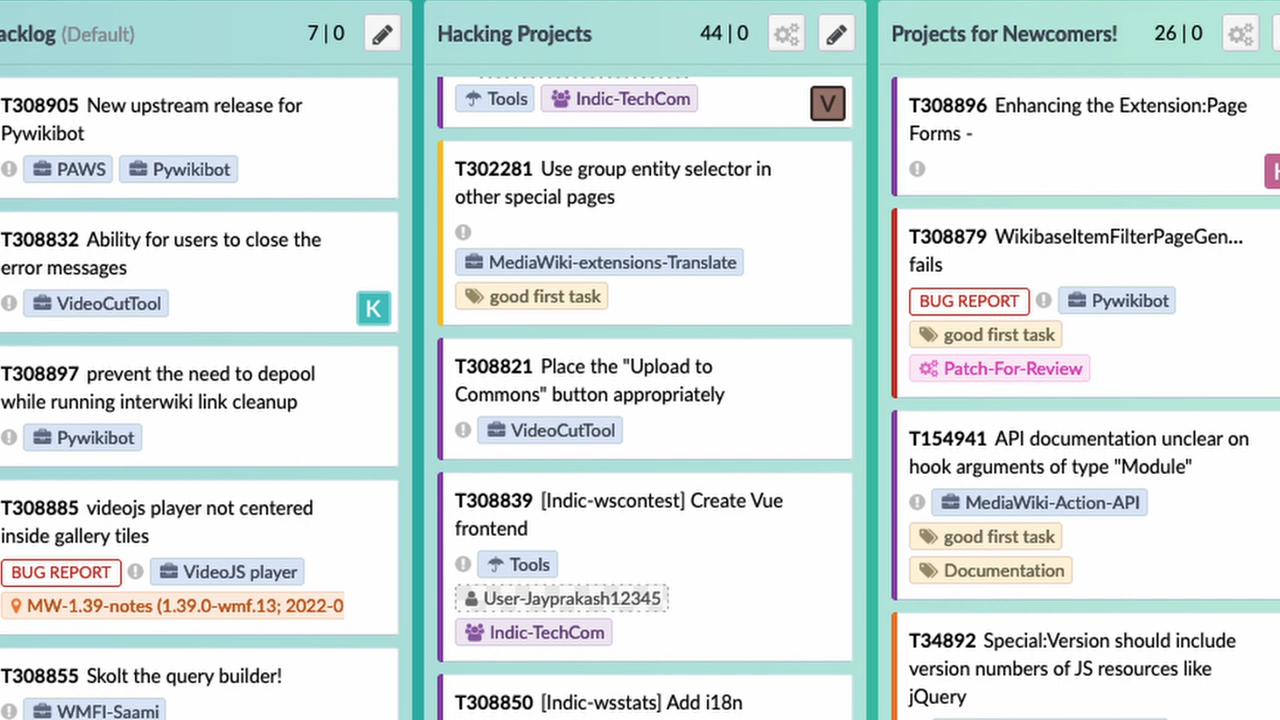 acklog (Default) 7 | 0
T308905 New upstream release for
Pywikibot
PAWS Pywikibot
T308832 Ability for users to close the
error messages
VideoCutTool K
T308897 prevent the need to depool
while running interwiki link cleanup
Pywikibot
T308885 videojs player not centered
inside gallery tiles
BUG REPORT VideoJS player
MW-1.39-notes (1.39.0-wmf.13; 2022-0
T308855 Skolt the query builder!
WMFI-Saami
Hacking Projects 44 | 0
Tools Indic-TechCom V
T302281 Use group entity selector in
other special pages
MediaWiki-extensions-Translate
good first task
T308821 Place the "Upload to
Commons" button appropriately
VideoCutTool
T308839 [Indic-wscontest] Create Vue
frontend
Tools
User-Jayprakash12345
Indic-TechCom
T308850 [Indic-wsstats] Add i18n
Projects for Newcomers! 26 | 0
T308896 Enhancing the Extension:Page
Forms -
T308879 WikibaseItemFilterPageGen...
fails
BUG REPORT Pywikibot
good first task
Patch-For-Review
T154941 API documentation unclear on
hook arguments of type "Module"
MediaWiki-Action-API
good first task
Documentation
T34892 Special:Version should include
version numbers of JS resources like
jQuery